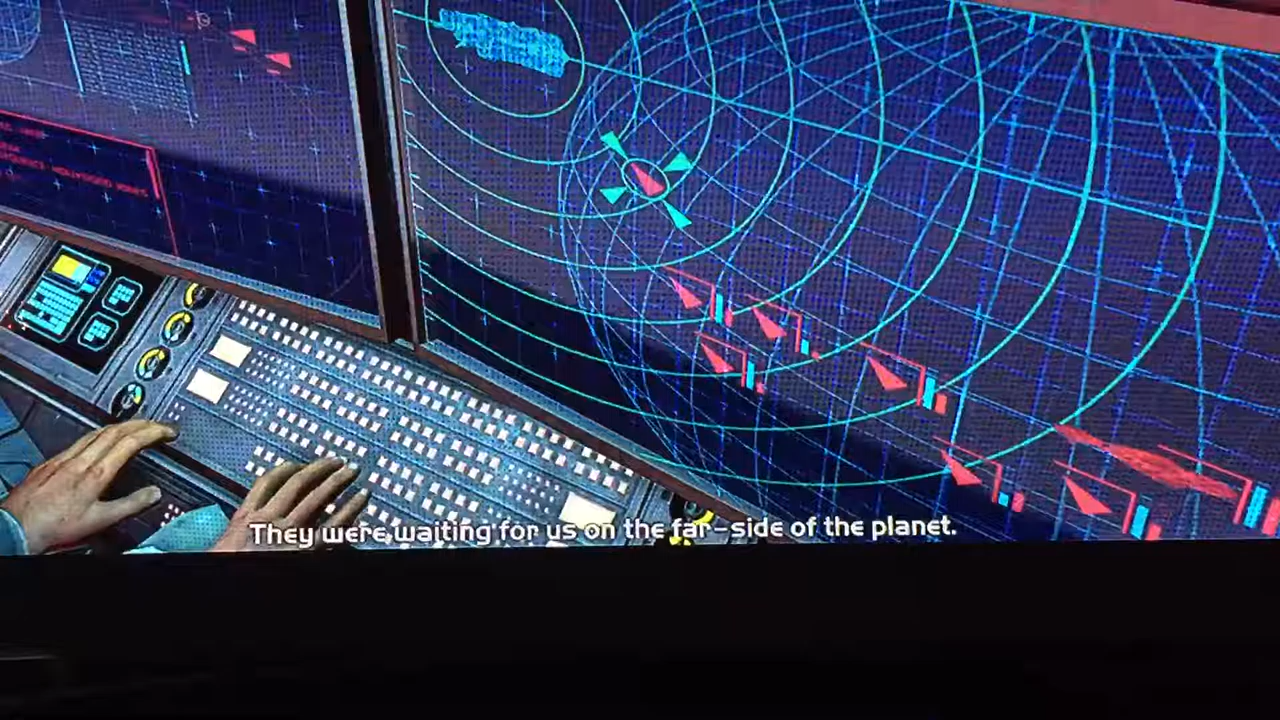 They were waiting for us on the far-side of the planet.